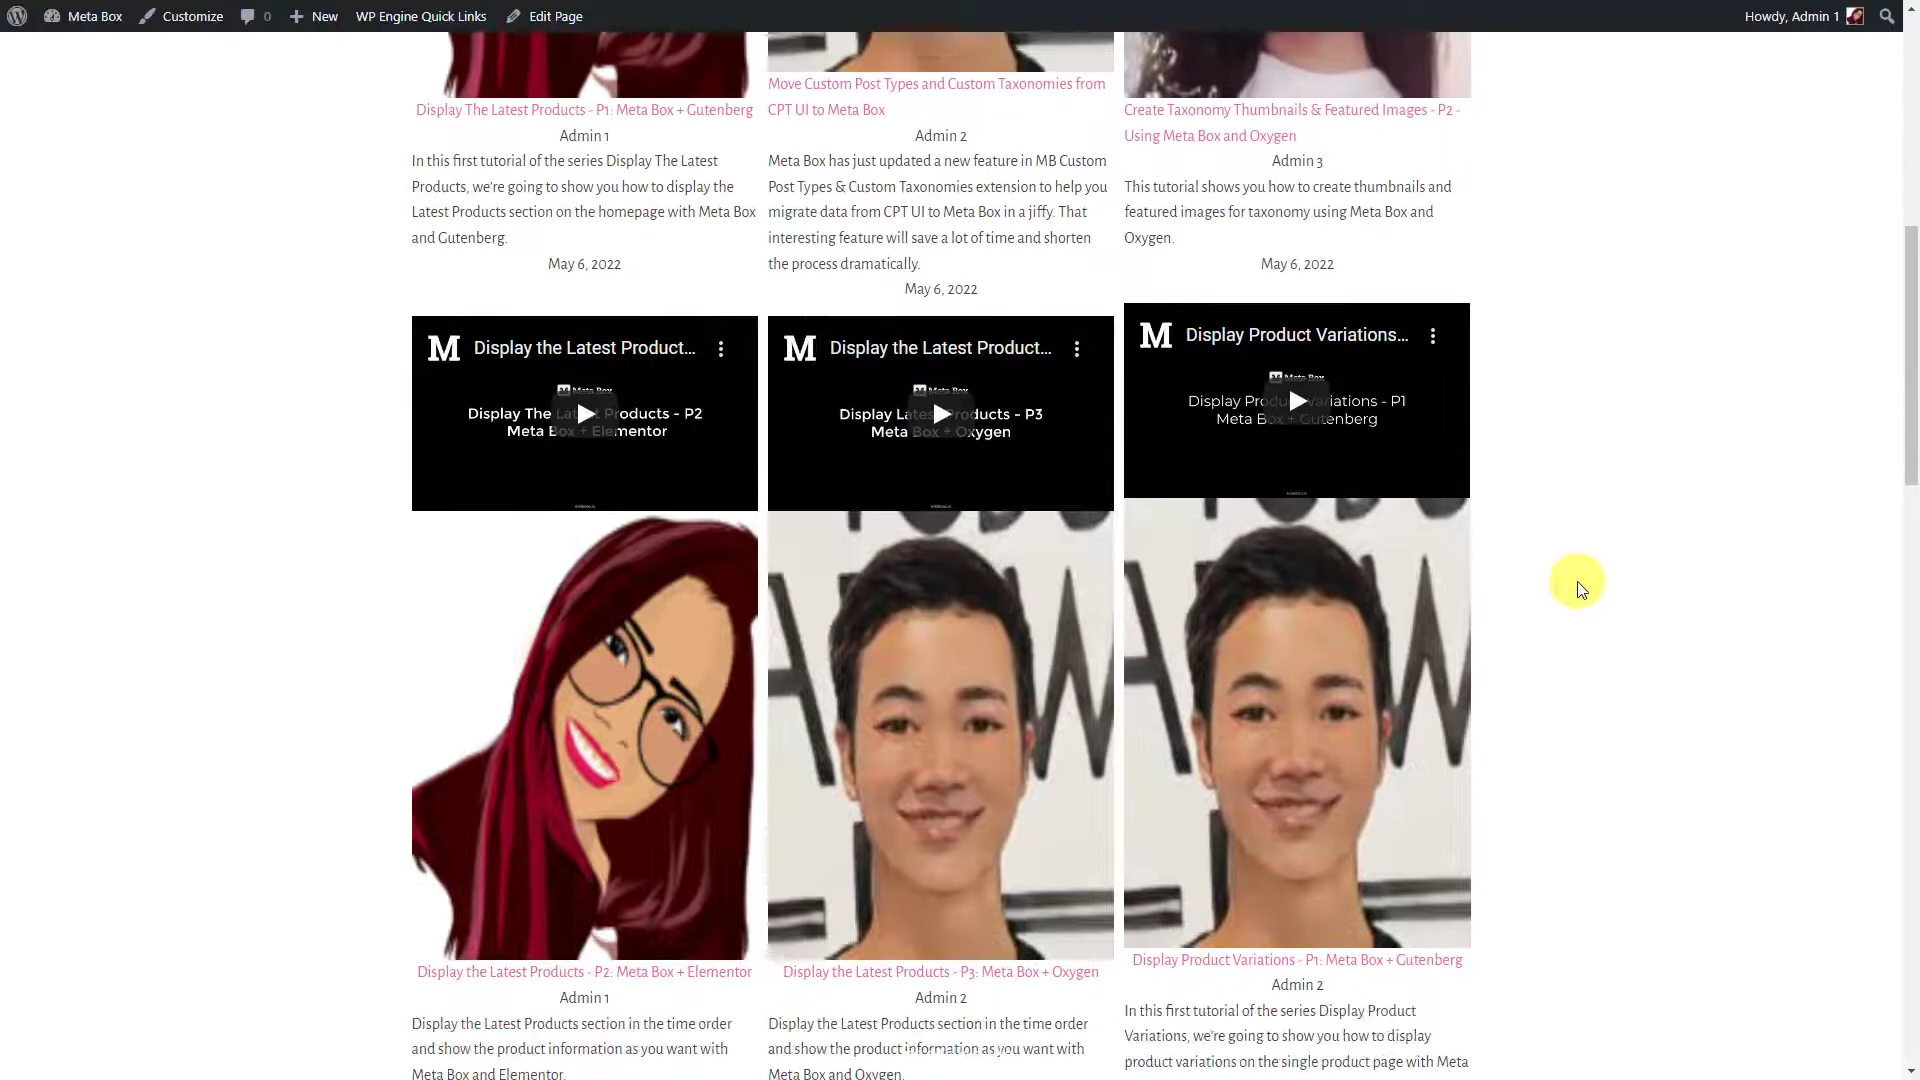 Meta Box Customize 0 New WP Engine Quick Links Edit Page Howdy, Admin 1
Display The Latest Products - P1: Meta Box + Gutenberg
Admin 1
In this first tutorial of the series Display The Latest
Products, we're going to show you how to display the
Latest Products section on the homepage with Meta Box
and Gutenberg.
May 6, 2022
Move Custom Post Types and Custom Taxonomies from
CPT UI to Meta Box
Admin 2
Meta Box has just updated a new feature in MB Custom
Post Types & Custom Taxonomies extension to help you
migrate data from CPT UI to Meta Box in a jiffy. That
interesting feature will save a lot of time and shorten
the process dramatically.
May 6, 2022
Create Taxonomy Thumbnails & Featured Images - P2 -
Using Meta Box and Oxygen
Admin 3
This tutorial shows you how to create thumbnails and
featured images for taxonomy using Meta Box and
Oxygen.
May 6, 2022
M Display the Latest Product...
Meta Box
Display The Latest Products - P2
Meta Box + Elementor
M Display the Latest Product...
Meta Box
Display Latest Products - P3
Meta Box + Oxygen
M Display Product Variations...
Meta Box
Display Product Variations - P1
Meta Box + Gutenberg
Display the Latest Products - P2: Meta Box + Elementor
Admin 1
Display the Latest Products section in the time order
and show the product information as you want with
Meta Box and Elementor.
Display the Latest Products - P3: Meta Box + Oxygen
Admin 2
Display the Latest Products section in the time order
and show the product information as you want with
Meta Box and Oxygen.
Display Product Variations - P1: Meta Box + Gutenberg
Admin 2
In this first tutorial of the series Display Product
Variations, we're going to show you how to display
product variations on the single product page with Meta